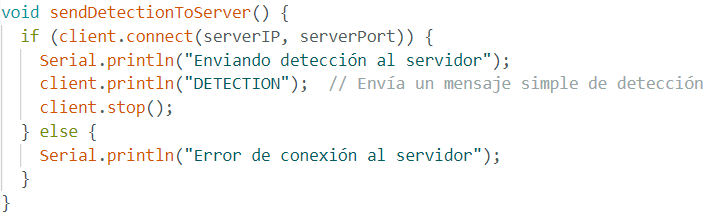 void sendDetectionToServer() {
  if (client.connect(serverIP, serverPort)) {
    Serial.println("Enviando detección al servidor");
    client.println("DETECTION");  // Envía un mensaje simple de detección
    client.stop();
  } else {
    Serial.println("Error de conexión al servidor");
  }
}